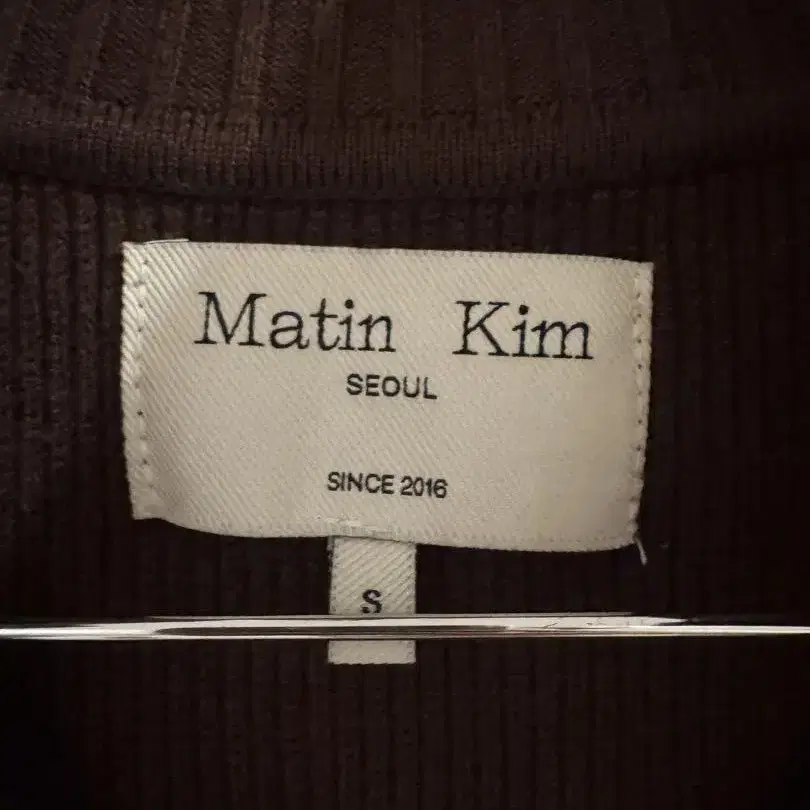 Matin Kim
SEOUL
SINCE 2016
S